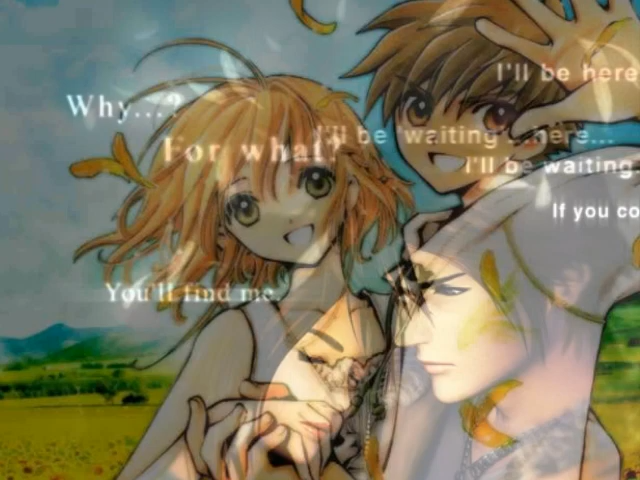 I'll be here
Why...?
I'll be waiting...here...
For what?
I'll be waiting
If you co
You'll find me.